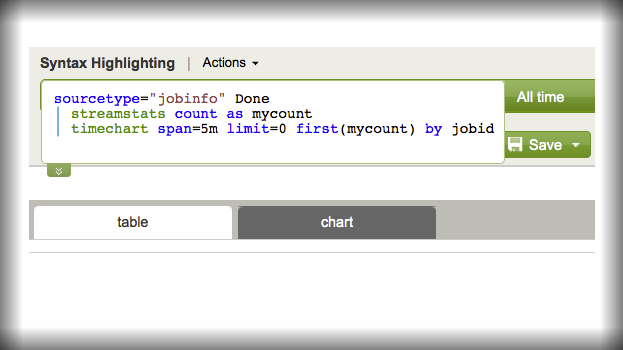 Syntax Highlighting | Actions
sourcetype="jobinfo" Done
| streamstats count as mycount
| timechart span=5m limit=0 first(mycount) by jobid
All time
Save
table
chart